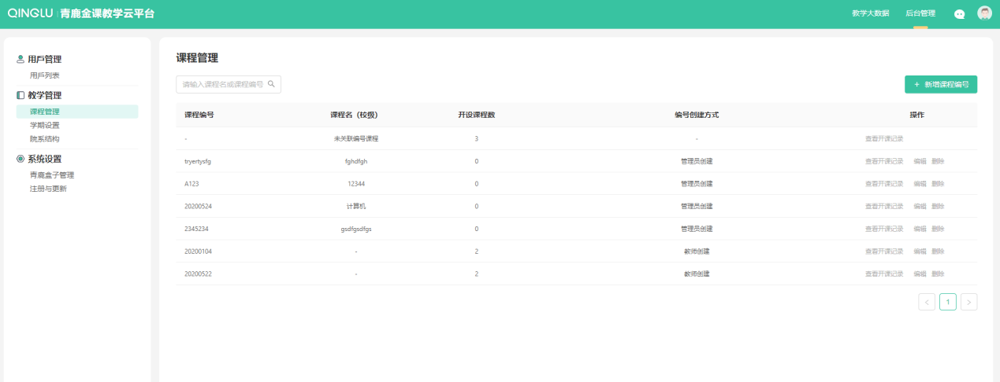 QINGLU 青鹿金课教学云平台 教学大数据 后台管理
用戶管理
用戶列表
教学管理
课程管理
学期设置
院系结构
系统设置
青鹿盒子管理
注册与更新
课程管理
请输入课程名或课程编号
+ 新增课程编号
课程编号 课程名（校级） 开设课程数 编号创建方式 操作
- 未关联编号课程 3 - 查看开课记录
tryertysfg fghdfgh 0 管理员创建 查看开课记录 编辑 删除
A123 12344 0 管理员创建 查看开课记录 编辑 删除
20200524 计算机 0 管理员创建 查看开课记录 编辑 删除
2345234 gsdfgsdfgs 0 管理员创建 查看开课记录 编辑 删除
20200104 - 2 教师创建 查看开课记录 编辑 删除
20200522 - 2 教师创建 查看开课记录 编辑 删除
< 1 >